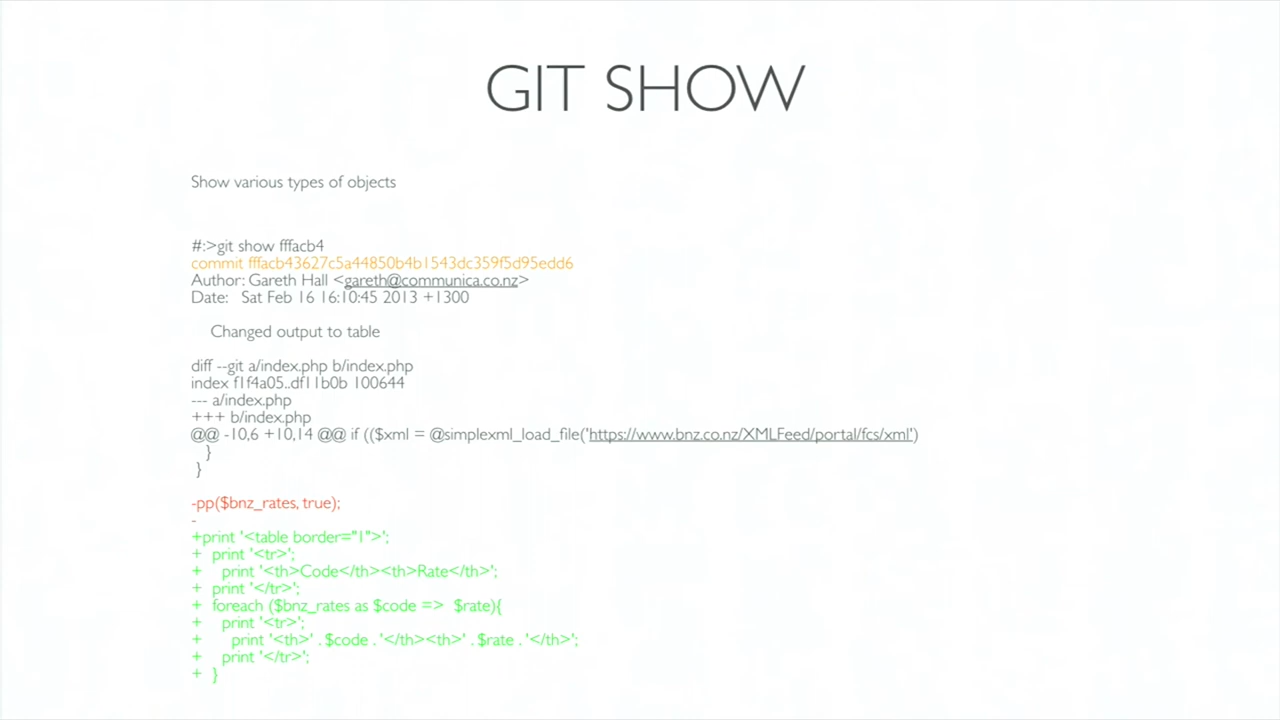 GIT SHOW
Show various types of objects
#:>git show fffacb4
commit fffacb43627c5a44850b4b1543dc359f5d95edd6
Author: Gareth Hall <gareth@communica.co.nz>
Date:   Sat Feb 16 16:10:45 2013 +1300
Changed output to table
diff --git a/index.php b/index.php
index f1f4a05..df11b0b 100644
--- a/index.php
+++ b/index.php
@@ -10,6 +10,14 @@ if (($xml = @simplexml_load_file('https://www.bnz.co.nz/XMLFeed/portal/fcs/xml')
}
}
-pp($bnz_rates, true);
-
+print '<table border="1">';
+  print '<tr>';
+    print '<th>Code</th><th>Rate</th>';
+  print '</tr>';
+  foreach ($bnz_rates as $code =>  $rate){
+    print '<tr>';
+      print '<th>' . $code . '</th><th>' . $rate . '</th>';
+    print '</tr>';
+  }